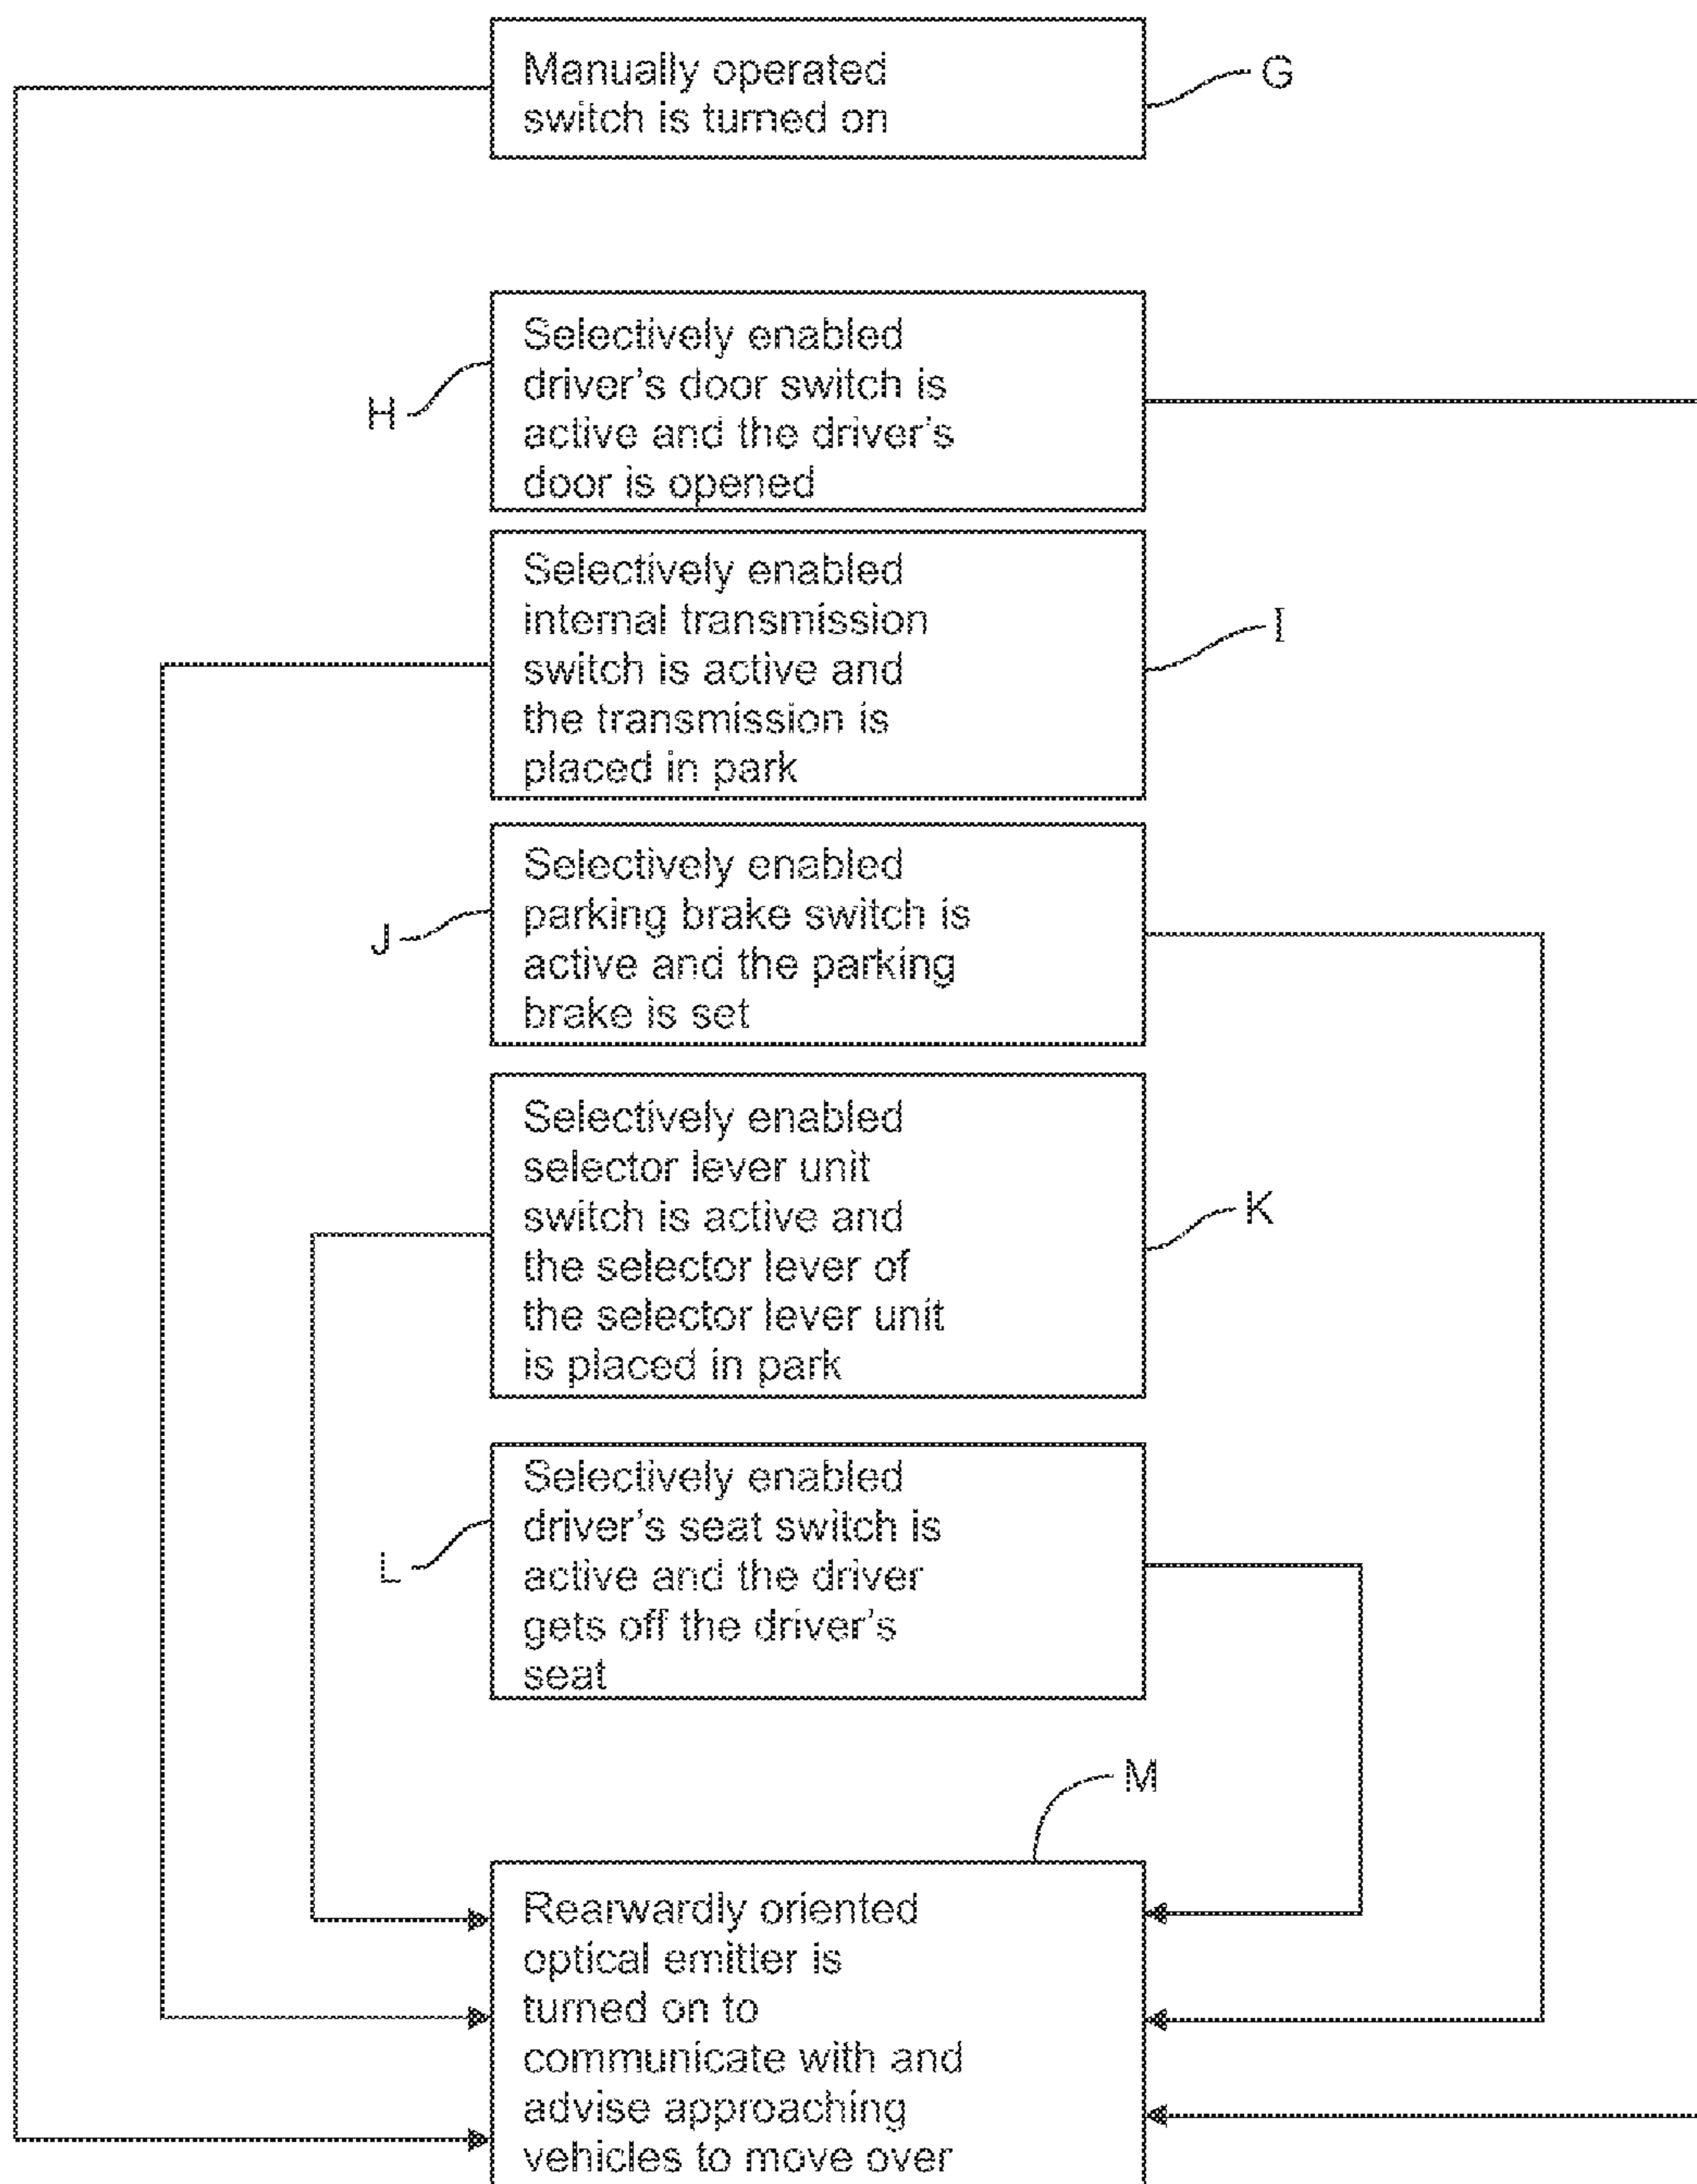 Manually operated
switch is turned on
G
Selectively enabled
driver's door switch is
active and the driver's
door is opened
H
Selectively enabled
internal transmission
switch is active and
the transmission is
placed in park
I
Selectively enabled
parking brake switch is
active and the parking
brake is set
J
Selectively enabled
selector lever unit
switch is active and
the selector lever of
the selector lever unit
is placed in park
K
Selectively enabled
driver's seat switch is
active and the driver
gets off the driver's
seat
L
M
Rearwardly oriented
optical emitter is
turned on to
communicate with and
advise approaching
vehicles to move over